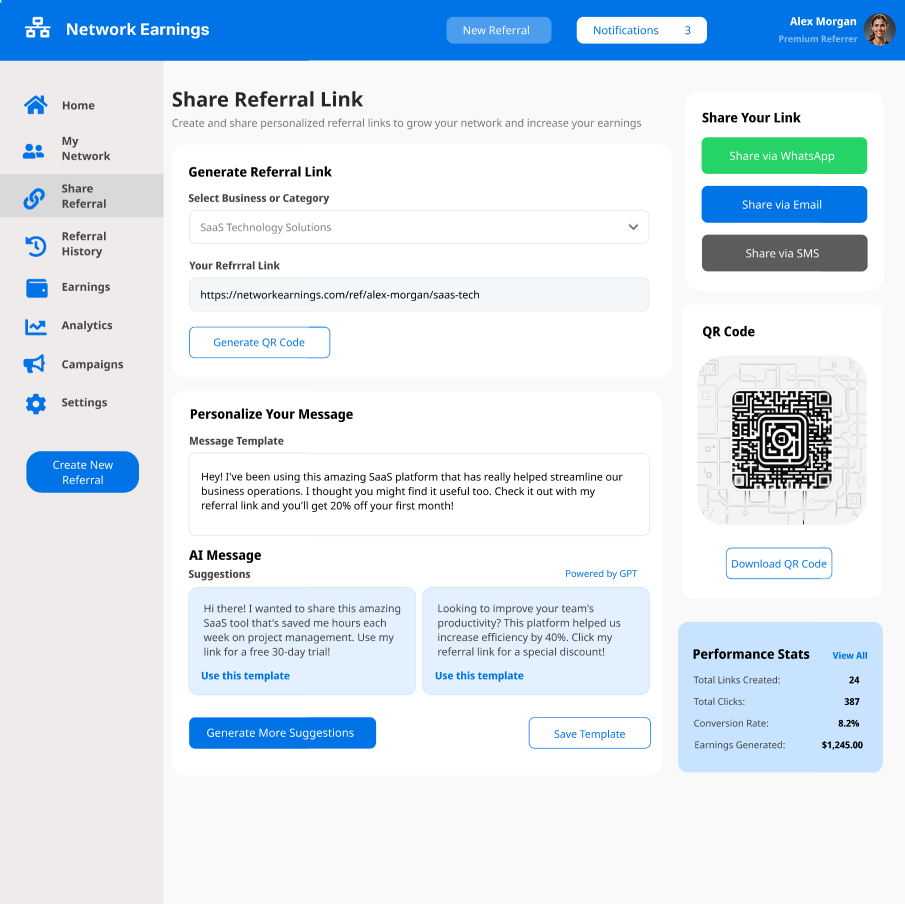 Network Earnings
New Referral
Notifications 3
Alex Morgan
Premium Referrer
Home
My
Network
Share
Referral
Referral
History
Earnings
Analytics
Campaigns
Settings
Create New
Referral
Share Referral Link
Create and share personalized referral links to grow your network and increase your earnings
Generate Referral Link
Select Business or Category
SaaS Technology Solutions
Your Refrrral Link
https://networkearnings.com/ref/alex-morgan/saas-tech
Generate QR Code
Personalize Your Message
Message Template
Hey! I've been using this amazing SaaS platform that has really helped streamline our
business operations. I thought you might find it useful too. Check it out with my
referral link and you'll get 20% off your first month!
AI Message
Suggestions
Powered by GPT
Hi there! I wanted to share this amazing
SaaS tool that's saved me hours each
week on project management. Use my
link for a free 30-day trial!
Use this template
Looking to improve your team's
productivity? This platform helped us
increase efficiency by 40%. Click my
referral link for a special discount!
Use this template
Generate More Suggestions
Save Template
Share Your Link
Share via WhatsApp
Share via Email
Share via SMS
QR Code
Download QR Code
Performance Stats
View All
Total Links Created: 24
Total Clicks: 387
Conversion Rate: 8.2%
Earnings Generated: $1,245.00